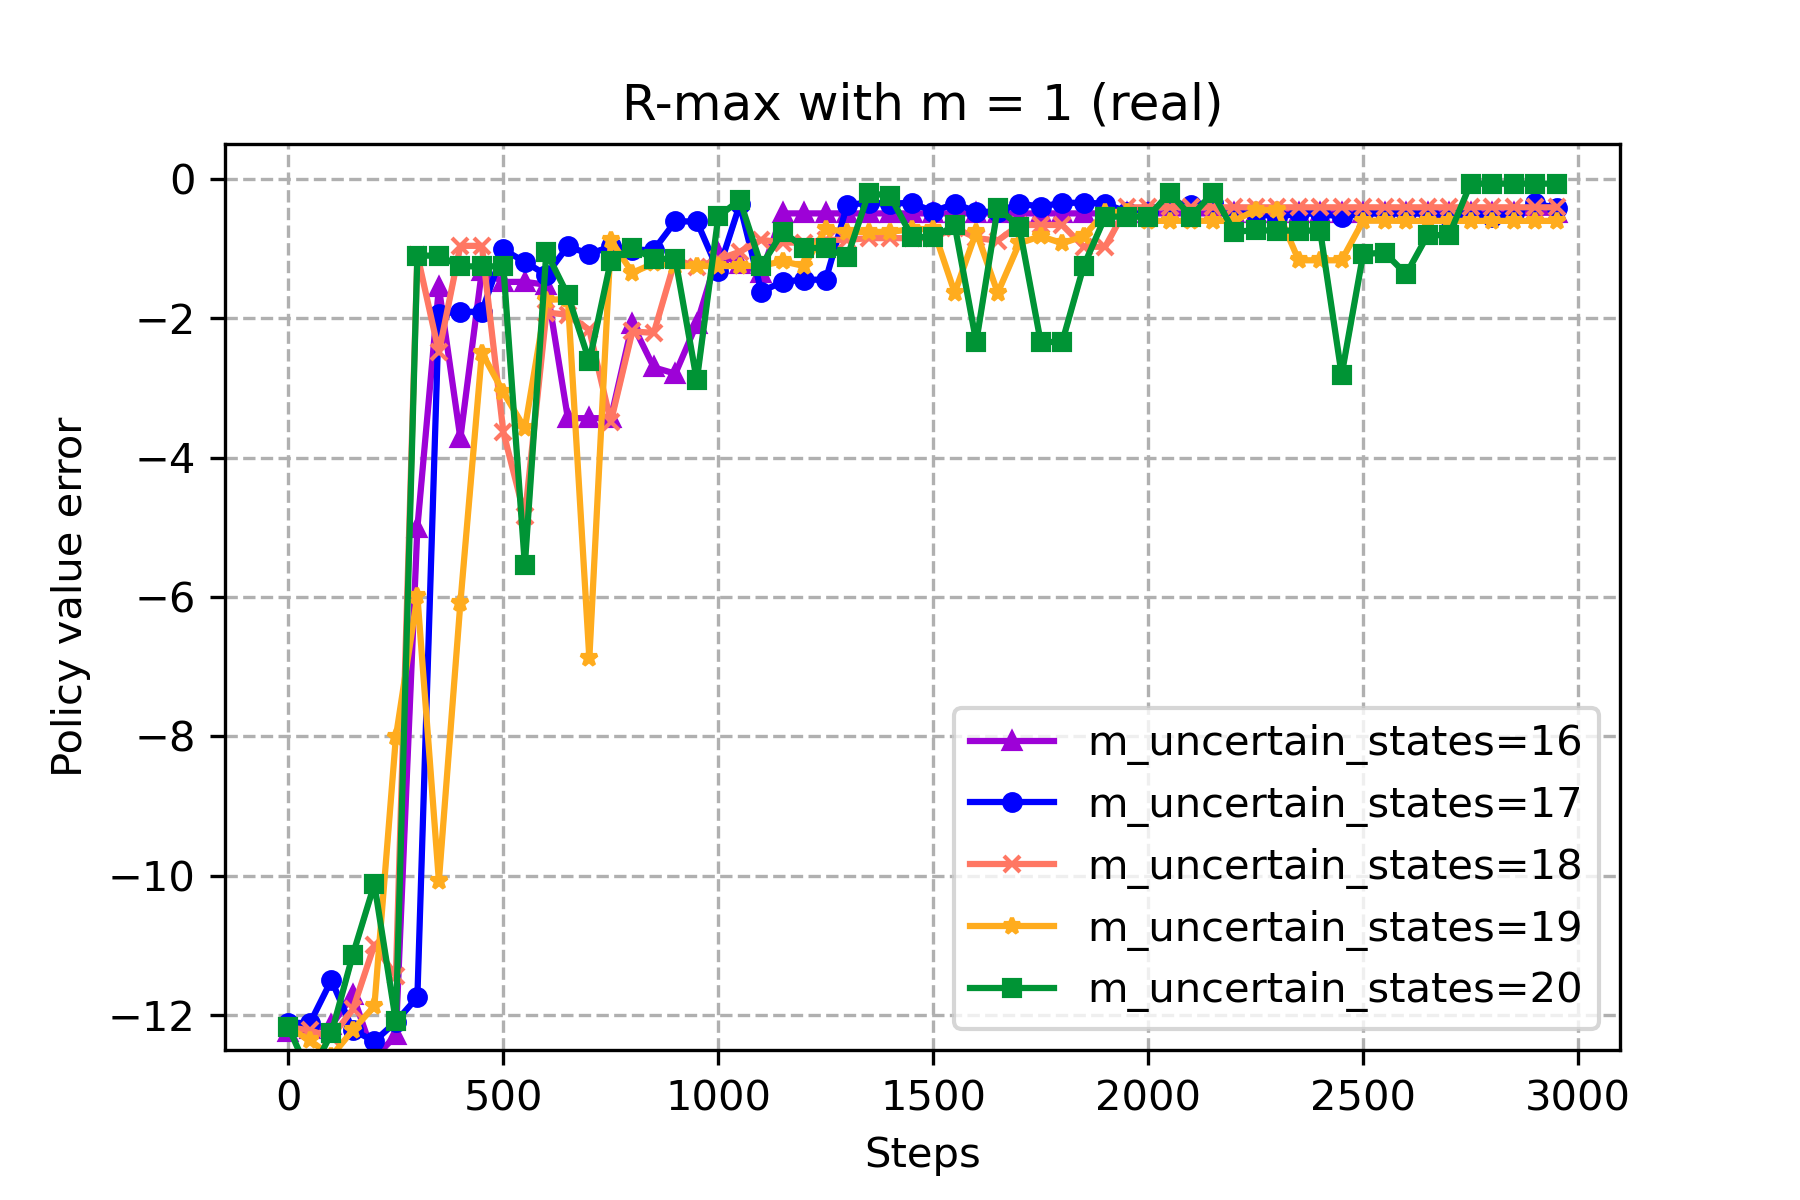 R-max with m = 1 (real)
Policy value error
0
−2
−4
−6
−8
−10
−12
m_uncertain_states=16
m_uncertain_states=17
m_uncertain_states=18
m_uncertain_states=19
m_uncertain_states=20
0 500 1000 1500 2000 2500 3000
Steps